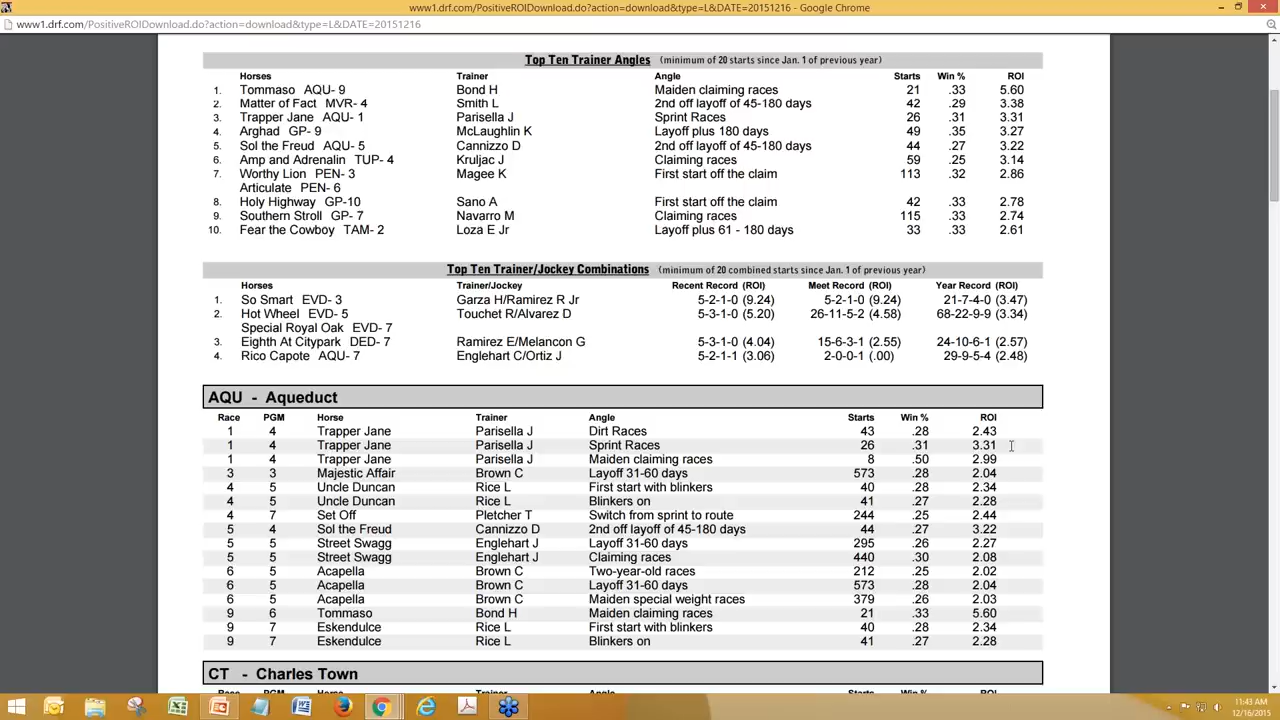 www1.drf.com/PositiveROIDownload.do?action=download&type=L&DATE=20151216 - Google Chrome
www1.drf.com/PositiveROIDownload.do?action=download&type=L&DATE=20151216
Top Ten Trainer Angles (minimum of 20 starts since Jan. 1 of previous year)
Horses Trainer Angle Starts Win % ROI
1. Tommaso AQU- 9 Bond H Maiden claiming races 21 .33 5.60
2. Matter of Fact MVR- 4 Smith L 2nd off layoff of 45-180 days 42 .29 3.38
3. Trapper Jane AQU- 1 Parisella J Sprint Races 26 .31 3.31
4. Arghad GP- 9 McLaughlin K Layoff plus 180 days 49 .35 3.27
5. Sol the Freud AQU- 5 Cannizzo D 2nd off layoff of 45-180 days 44 .27 3.22
6. Amp and Adrenalin TUP- 4 Kruljac J Claiming races 59 .25 3.14
7. Worthy Lion PEN- 3 Magee K First start off the claim 113 .32 2.86
Articulate PEN- 6
8. Holy Highway GP-10 Sano A First start off the claim 42 .33 2.78
9. Southern Stroll GP- 7 Navarro M Claiming races 115 .33 2.74
10. Fear the Cowboy TAM- 2 Loza E Jr Layoff plus 61 - 180 days 33 .33 2.61
Top Ten Trainer/Jockey Combinations (minimum of 20 combined starts since Jan. 1 of previous year)
Horses Trainer/Jockey Recent Record (ROI) Meet Record (ROI) Year Record (ROI)
1. So Smart EVD- 3 Garza H/Ramirez R Jr 5-2-1-0 (9.24) 5-2-1-0 (9.24) 21-7-4-0 (3.47)
2. Hot Wheel EVD- 5 Touchet R/Alvarez D 5-3-1-0 (5.20) 26-11-5-2 (4.58) 68-22-9-9 (3.34)
Special Royal Oak EVD- 7
3. Eighth At Citypark DED- 7 Ramirez E/Melancon G 5-3-1-0 (4.04) 15-6-3-1 (2.55) 24-10-6-1 (2.57)
4. Rico Capote AQU- 7 Englehart C/Ortiz J 5-2-1-1 (3.06) 2-0-0-1 (.00) 29-9-5-4 (2.48)
AQU - Aqueduct
Race PGM Horse Trainer Angle Starts Win % ROI
1 4 Trapper Jane Parisella J Dirt Races 43 .28 2.43
1 4 Trapper Jane Parisella J Sprint Races 26 .31 3.31
1 4 Trapper Jane Parisella J Maiden claiming races 8 .50 2.99
3 3 Majestic Affair Brown C Layoff 31-60 days 573 .28 2.04
4 5 Uncle Duncan Rice L First start with blinkers 40 .28 2.34
4 5 Uncle Duncan Rice L Blinkers on 41 .27 2.28
4 7 Set Off Pletcher T Switch from sprint to route 244 .25 2.44
5 4 Sol the Freud Cannizzo D 2nd off layoff of 45-180 days 44 .27 3.22
5 5 Street Swagg Englehart J Layoff 31-60 days 295 .26 2.27
5 5 Street Swagg Englehart J Claiming races 440 .30 2.08
6 5 Acapella Brown C Two-year-old races 212 .25 2.02
6 5 Acapella Brown C Layoff 31-60 days 573 .28 2.04
6 5 Acapella Brown C Maiden special weight races 379 .26 2.03
9 6 Tommaso Bond H Maiden claiming races 21 .33 5.60
9 7 Eskendulce Rice L First start with blinkers 40 .28 2.34
9 7 Eskendulce Rice L Blinkers on 41 .27 2.28
CT - Charles Town
11:43 AM
12/16/2015